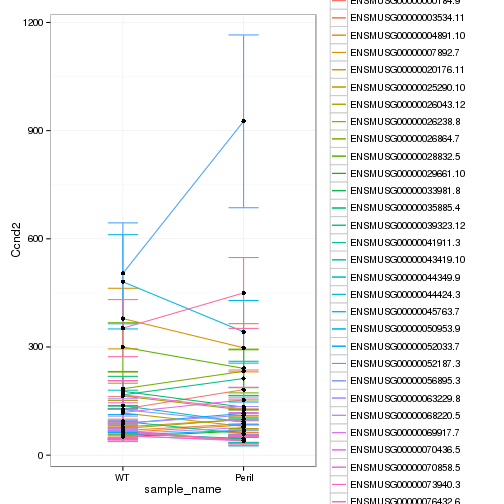 1200
900
600
300
0
Ccnd2
WT Peril
sample_name
ENSMUSG00000003534.11
ENSMUSG00000004891.10
ENSMUSG00000007892.7
ENSMUSG00000020176.11
ENSMUSG00000025290.10
ENSMUSG00000026043.12
ENSMUSG00000026238.8
ENSMUSG00000026864.7
ENSMUSG00000028832.5
ENSMUSG00000029661.10
ENSMUSG00000033981.8
ENSMUSG00000035885.4
ENSMUSG00000039323.12
ENSMUSG00000041911.3
ENSMUSG00000043419.10
ENSMUSG00000044349.9
ENSMUSG00000044424.3
ENSMUSG00000045763.7
ENSMUSG00000050953.9
ENSMUSG00000052033.7
ENSMUSG00000052187.3
ENSMUSG00000056895.3
ENSMUSG00000063229.8
ENSMUSG00000068220.5
ENSMUSG00000069917.7
ENSMUSG00000070436.5
ENSMUSG00000070858.5
ENSMUSG00000073940.3
ENSMUSG00000076432.6